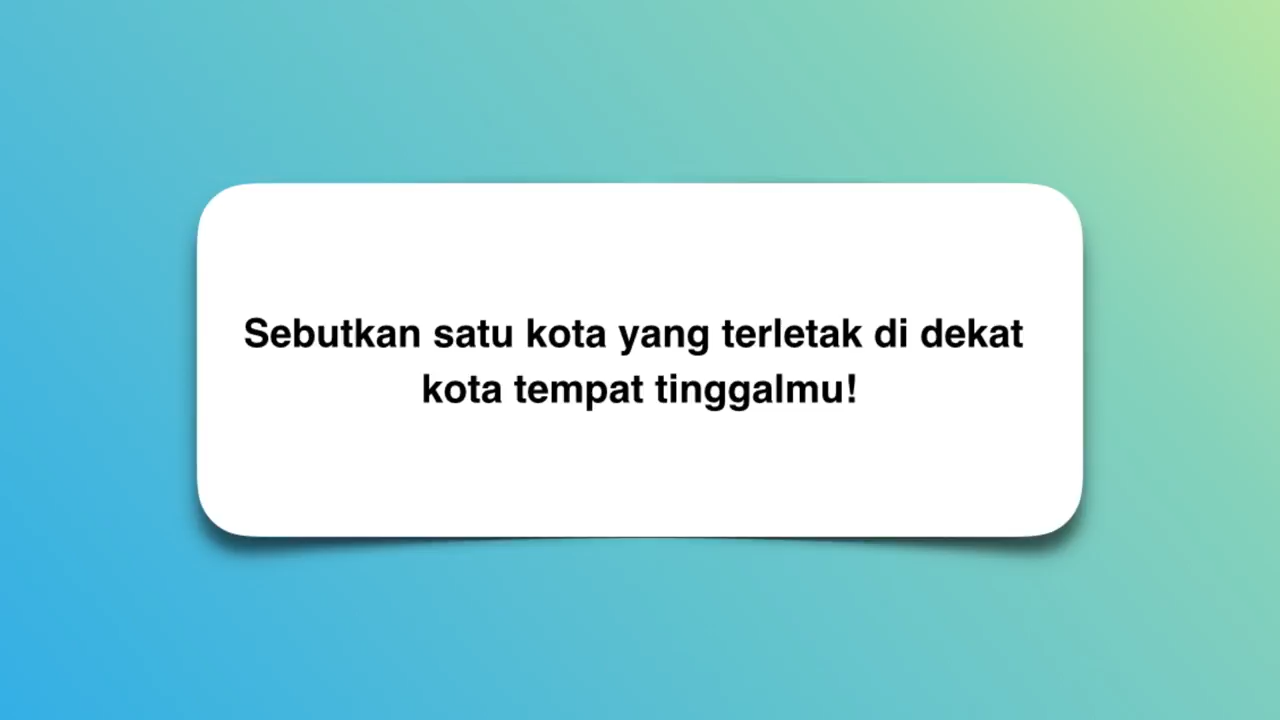 Sebutkan satu kota yang terletak di dekat
kota tempat tinggalmu!